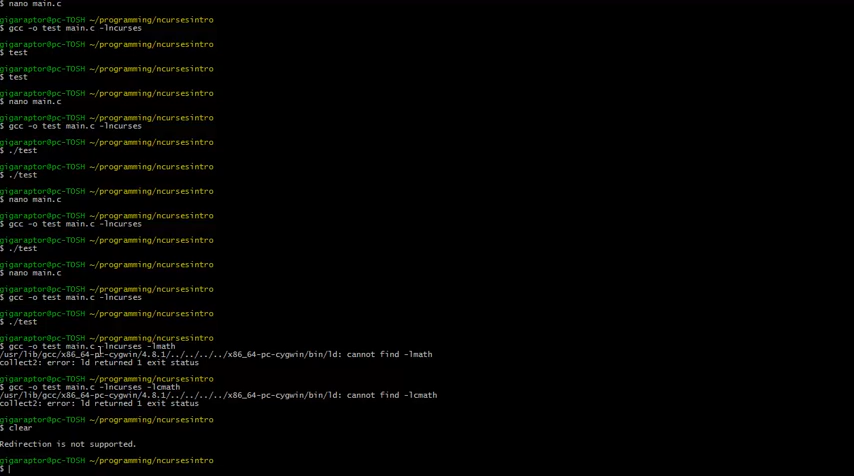 $ nano main.c
gigaraptor@pc-TOSH ~/programming/ncursesintro
$ gcc -o test main.c -lncurses
gigaraptor@pc-TOSH ~/programming/ncursesintro
$ test
gigaraptor@pc-TOSH ~/programming/ncursesintro
$ test
gigaraptor@pc-TOSH ~/programming/ncursesintro
$ nano main.c
gigaraptor@pc-TOSH ~/programming/ncursesintro
$ gcc -o test main.c -lncurses
gigaraptor@pc-TOSH ~/programming/ncursesintro
$ ./test
gigaraptor@pc-TOSH ~/programming/ncursesintro
$ ./test
gigaraptor@pc-TOSH ~/programming/ncursesintro
$ nano main.c
gigaraptor@pc-TOSH ~/programming/ncursesintro
$ gcc -o test main.c -lncurses
gigaraptor@pc-TOSH ~/programming/ncursesintro
$ ./test
gigaraptor@pc-TOSH ~/programming/ncursesintro
$ nano main.c
gigaraptor@pc-TOSH ~/programming/ncursesintro
$ gcc -o test main.c -lncurses
gigaraptor@pc-TOSH ~/programming/ncursesintro
$ ./test
gigaraptor@pc-TOSH ~/programming/ncursesintro
$ gcc -o test main.c -lncurses -lmath
/usr/lib/gcc/x86_64-pc-cygwin/4.8.1/../../../../x86_64-pc-cygwin/bin/ld: cannot find -lmath
collect2: error: ld returned 1 exit status
gigaraptor@pc-TOSH ~/programming/ncursesintro
$ gcc -o test main.c -lncurses -lcmath
/usr/lib/gcc/x86_64-pc-cygwin/4.8.1/../../../../x86_64-pc-cygwin/bin/ld: cannot find -lcmath
collect2: error: ld returned 1 exit status
gigaraptor@pc-TOSH ~/programming/ncursesintro
$ clear
Redirection is not supported.
gigaraptor@pc-TOSH ~/programming/ncursesintro
$